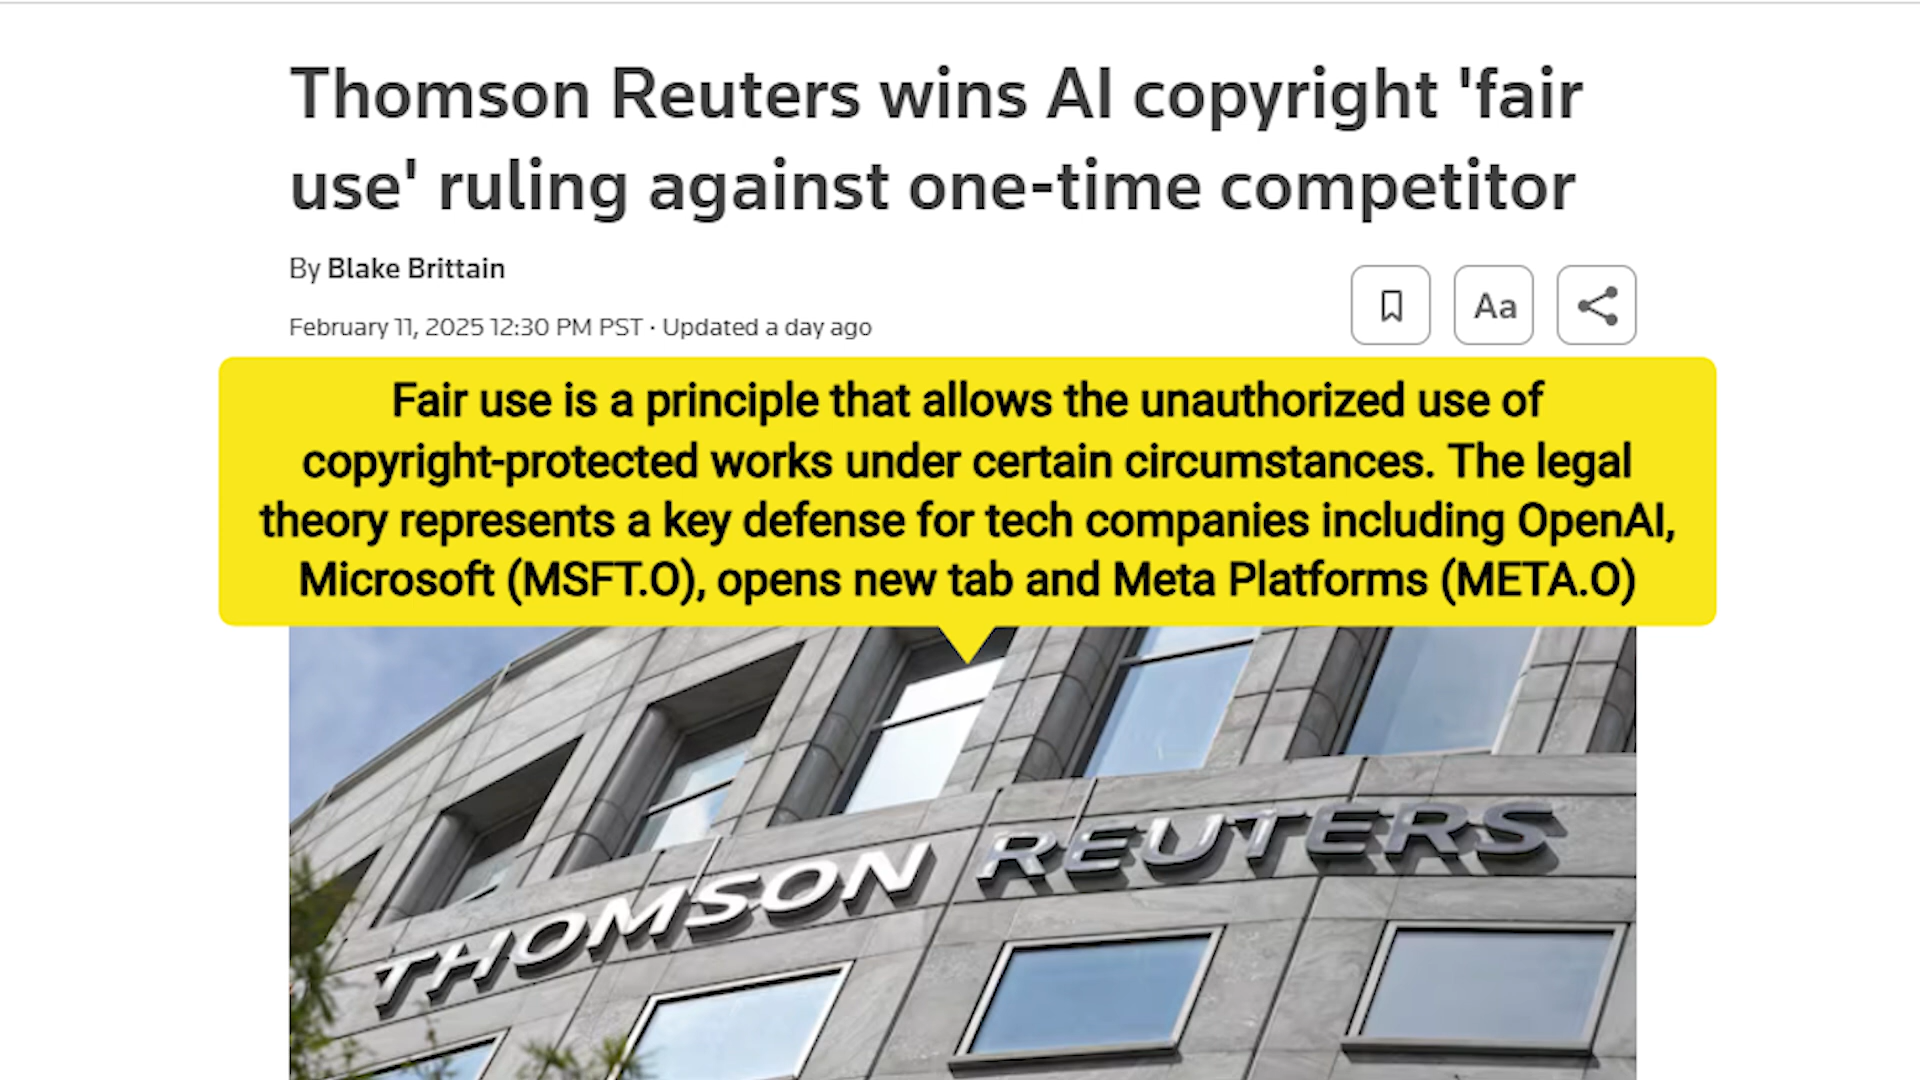 Thomson Reuters wins AI copyright 'fair
use' ruling against one-time competitor
By Blake Brittain
February 11, 2025 12:30 PM PST · Updated a day ago
Aa
Fair use is a principle that allows the unauthorized use of
copyright-protected works under certain circumstances. The legal
theory represents a key defense for tech companies including OpenAI,
Microsoft (MSFT.O), opens new tab and Meta Platforms (META.O)
THOMSON REUTERS